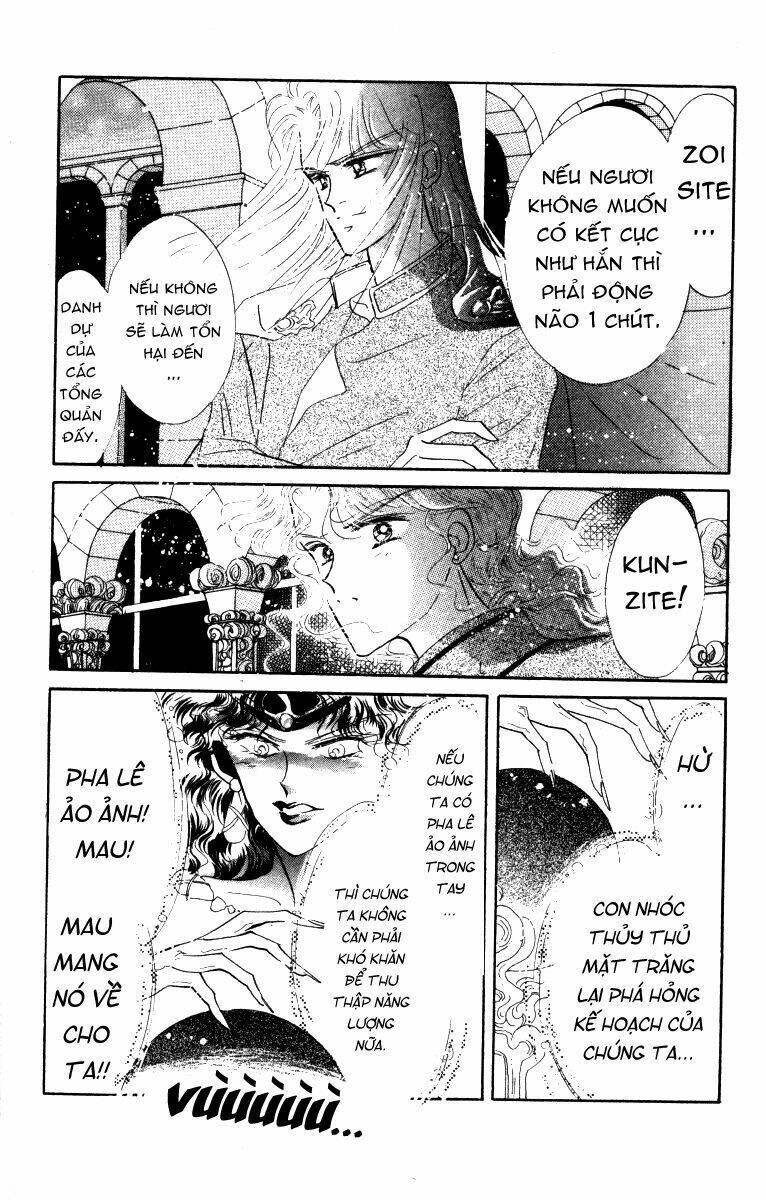 ZOI
SITE
...
NẾU NGƯƠI
KHÔNG MUỐN
CÓ KẾT CỤC
NHƯ HẮN THÌ
PHẢI ĐỘNG
NÃO 1 CHÚT.
NẾU KHÔNG
THÌ NGƯƠI
SẼ LÀM TỔN
HẠI ĐẾN
...
DANH
DỰ
CỦA
CÁC
TỔNG
QUẢN
ĐẤY.
KUN-
ZITE!
HỪ
...
CON NHÓC
THỦY THỦ
MẶT TRĂNG
LẠI PHÁ HỎNG
KẾ HOẠCH CỦA
CHÚNG TA...
NẾU
CHÚNG
TA CÓ
PHA LÊ
ẢO ẢNH
TRONG
TAY
...
THÌ CHÚNG
TA KHÔNG
CẦN PHẢI
KHÓ KHĂN
ĐỂ THU
THẬP NĂNG
LƯỢNG
NỮA.
PHA LÊ
ẢO ẢNH!
MAU!
MAU
MANG
NÓ VỀ
CHO
TA!!
VÙÙÙÙÙÙ...